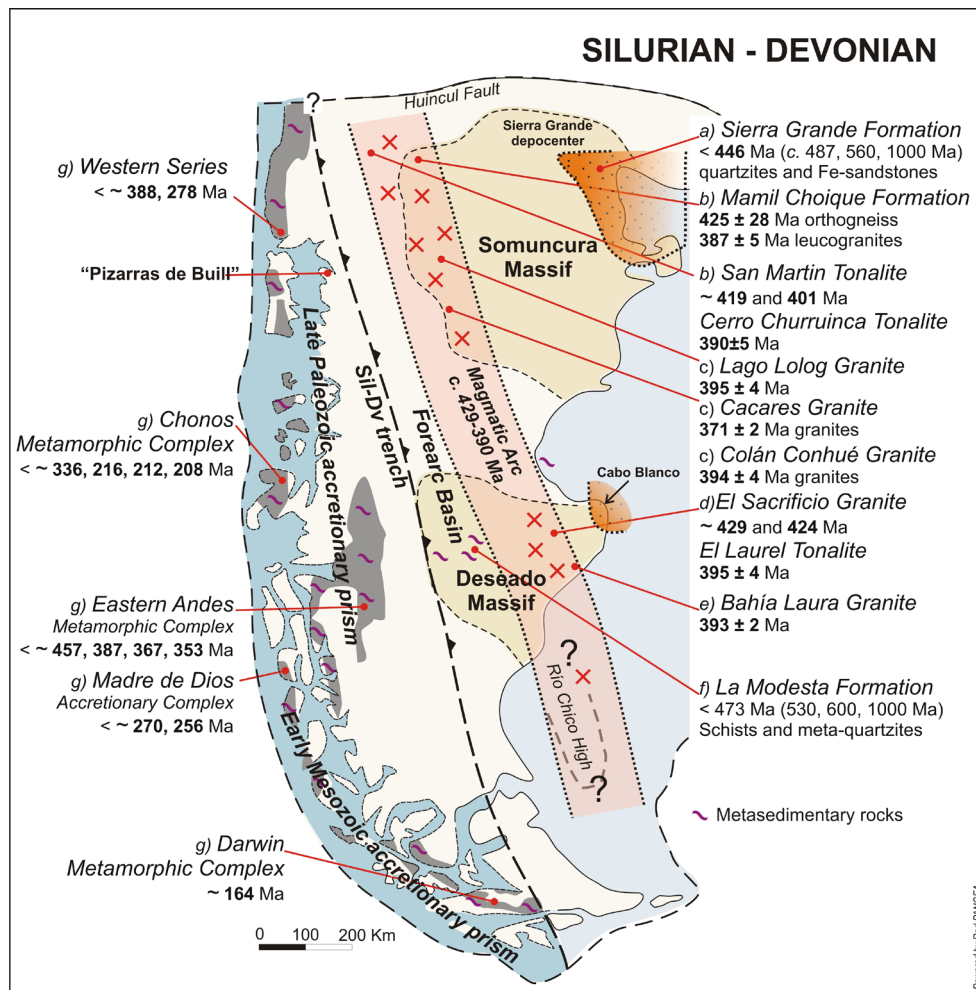 SILURIAN - DEVONIAN
?
Huincul Fault
Sierra Grande
depocenter
Somuncura
Massif
g) Western Series
< ~ 388, 278 Ma
"Pizarras de Buill"
g) Chonos
Metamorphic Complex
< ~ 336, 216, 212, 208 Ma
g) Eastern Andes
Metamorphic Complex
< ~ 457, 387, 367, 353 Ma
g) Madre de Dios
Accretionary Complex
< ~ 270, 256 Ma
g) Darwin
Metamorphic Complex
~ 164 Ma
Late Paleozoic accretionary prism
Sil-Dv trench
Forearc Basin
Magmatic Arc
c. 429-390 Ma
Cabo Blanco
Deseado
Massif
?
Río Chico High
?
Early Mesozoic accretionary prism
0 100 200 Km
a) Sierra Grande Formation
< 446 Ma (c. 487, 560, 1000 Ma)
quartzites and Fe-sandstones
b) Mamil Choique Formation
425 ± 28 Ma orthogneiss
387 ± 5 Ma leucogranites
b) San Martin Tonalite
~ 419 and 401 Ma
Cerro Churruinca Tonalite
390±5 Ma
c) Lago Lolog Granite
395 ± 4 Ma
c) Cacares Granite
371 ± 2 Ma granites
c) Colán Conhué Granite
394 ± 4 Ma granites
d)El Sacrificio Granite
~ 429 and 424 Ma
El Laurel Tonalite
395 ± 4 Ma
e) Bahía Laura Granite
393 ± 2 Ma
f) La Modesta Formation
< 473 Ma (530, 600, 1000 Ma)
Schists and meta-quartzites
Metasedimentary rocks